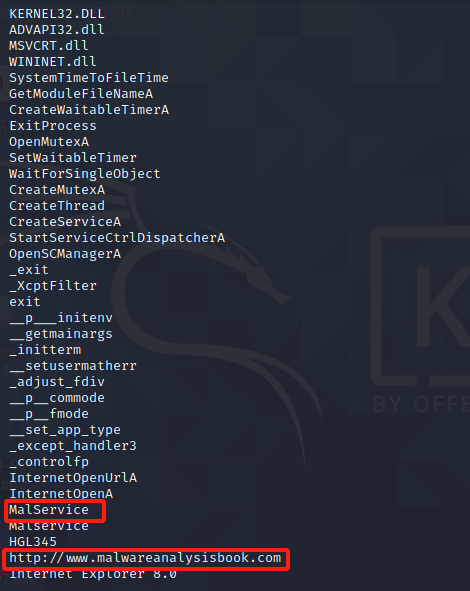 KERNEL32.DLL
ADVAPI32.dll
MSVCRT.dll
WININET.dll
SystemTimeToFileTime
GetModuleFileNameA
CreateWaitableTimerA
ExitProcess
OpenMutexA
SetWaitableTimer
WaitForSingleObject
CreateMutexA
CreateThread
CreateServiceA
StartServiceCtrlDispatcherA
OpenSCManagerA
_exit
_XcptFilter
exit
__p___initenv
__getmainargs
_initterm
__setusermatherr
_adjust_fdiv
__p__commode
__p__fmode
__set_app_type
_except_handler3
_controlfp
InternetOpenUrlA
InternetOpenA
MalService
Malservice
HGL345
http://www.malwareanalysisbook.com
Internet Explorer 8.0
K
BY OFFE